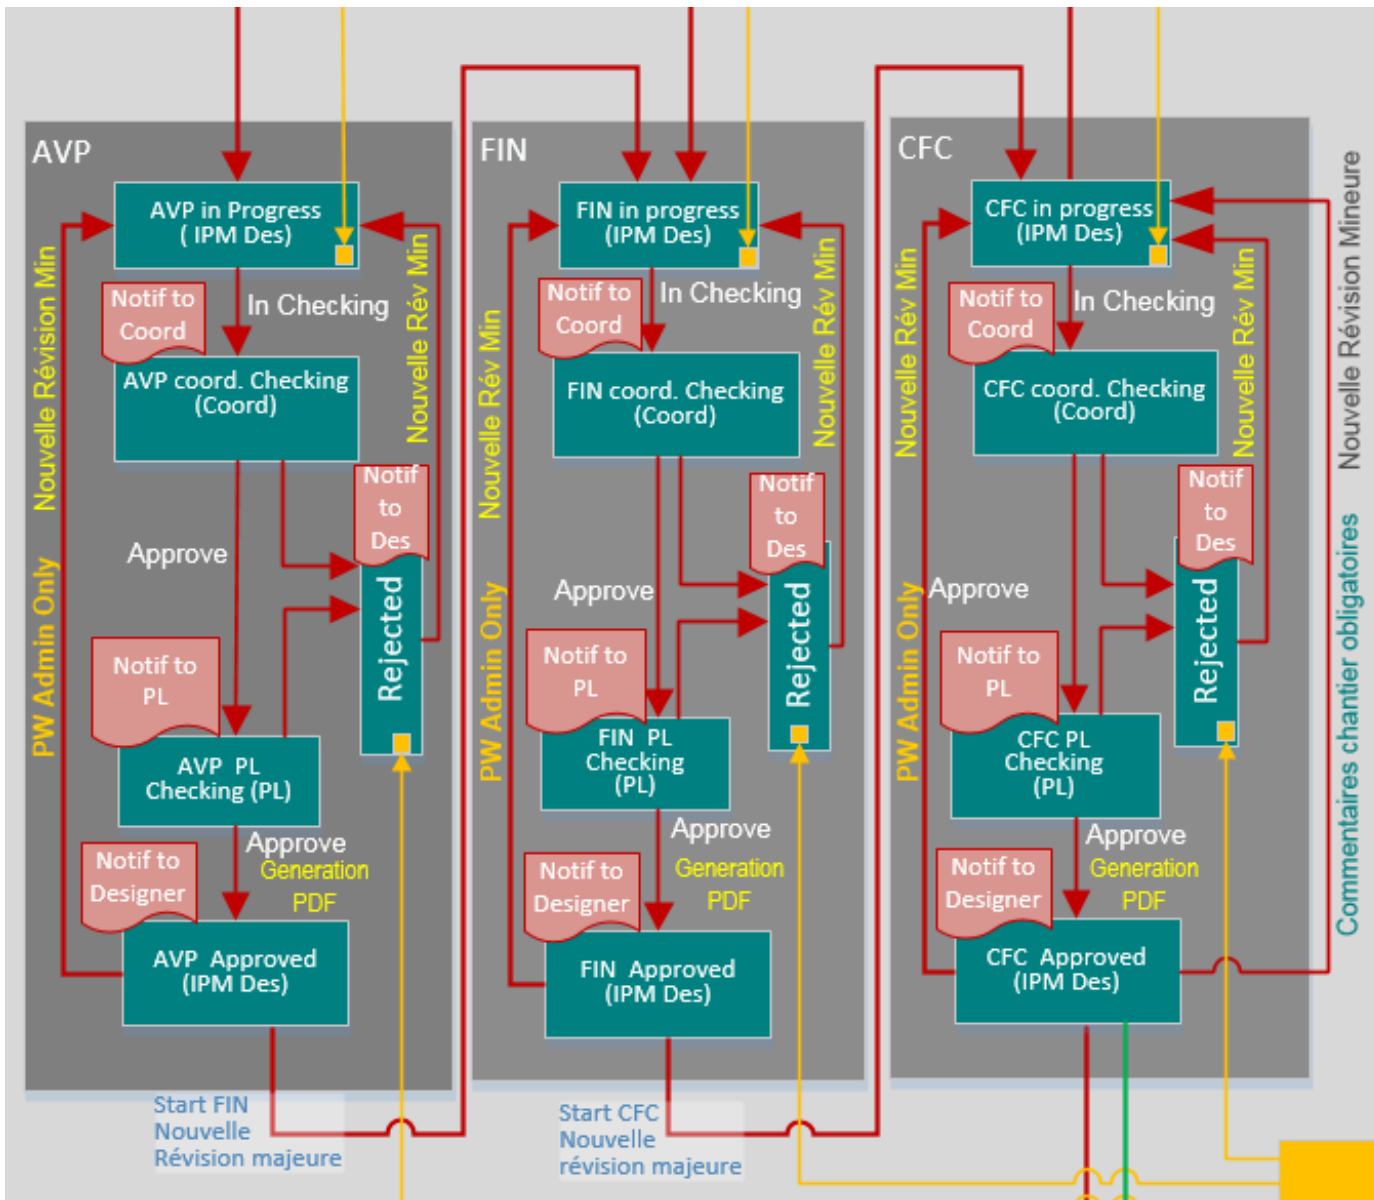 AVP
AVP in Progress
( IPM Des)
Notif to
Coord
In Checking
AVP coord. Checking
(Coord)
Nouvelle Révision Min
PW Admin Only
Nouvelle Rév Min
Notif
to
Des
Approve
Rejected
Notif to
PL
AVP PL
Checking (PL)
Approve
Generation
PDF
Notif to
Designer
AVP Approved
(IPM Des)
Start FIN
Nouvelle
Révision majeure
FIN
FIN in progress
(IPM Des)
Notif to
Coord
In Checking
FIN coord. Checking
(Coord)
Nouvelle Rév Min
PW Admin Only
Nouvelle Rév Min
Notif
to
Des
Approve
Rejected
Notif to
PL
FIN PL
Checking
(PL)
Approve
Generation
PDF
Notif to
Designer
FIN Approved
(IPM Des)
Start CFC
Nouvelle
révision majeure
CFC
CFC in progress
(IPM Des)
Notif to
Coord
In Checking
CFC coord. Checking
(Coord)
Nouvelle Rév Min
PW Admin Only
Nouvelle Rév Min
Notif
to
Des
Approve
Rejected
Notif to
PL
CFC PL
Checking
(PL)
Approve
Generation
PDF
Notif to
Designer
CFC Approved
(IPM Des)
Commentaires chantier obligatoires
Nouvelle Révision Mineure